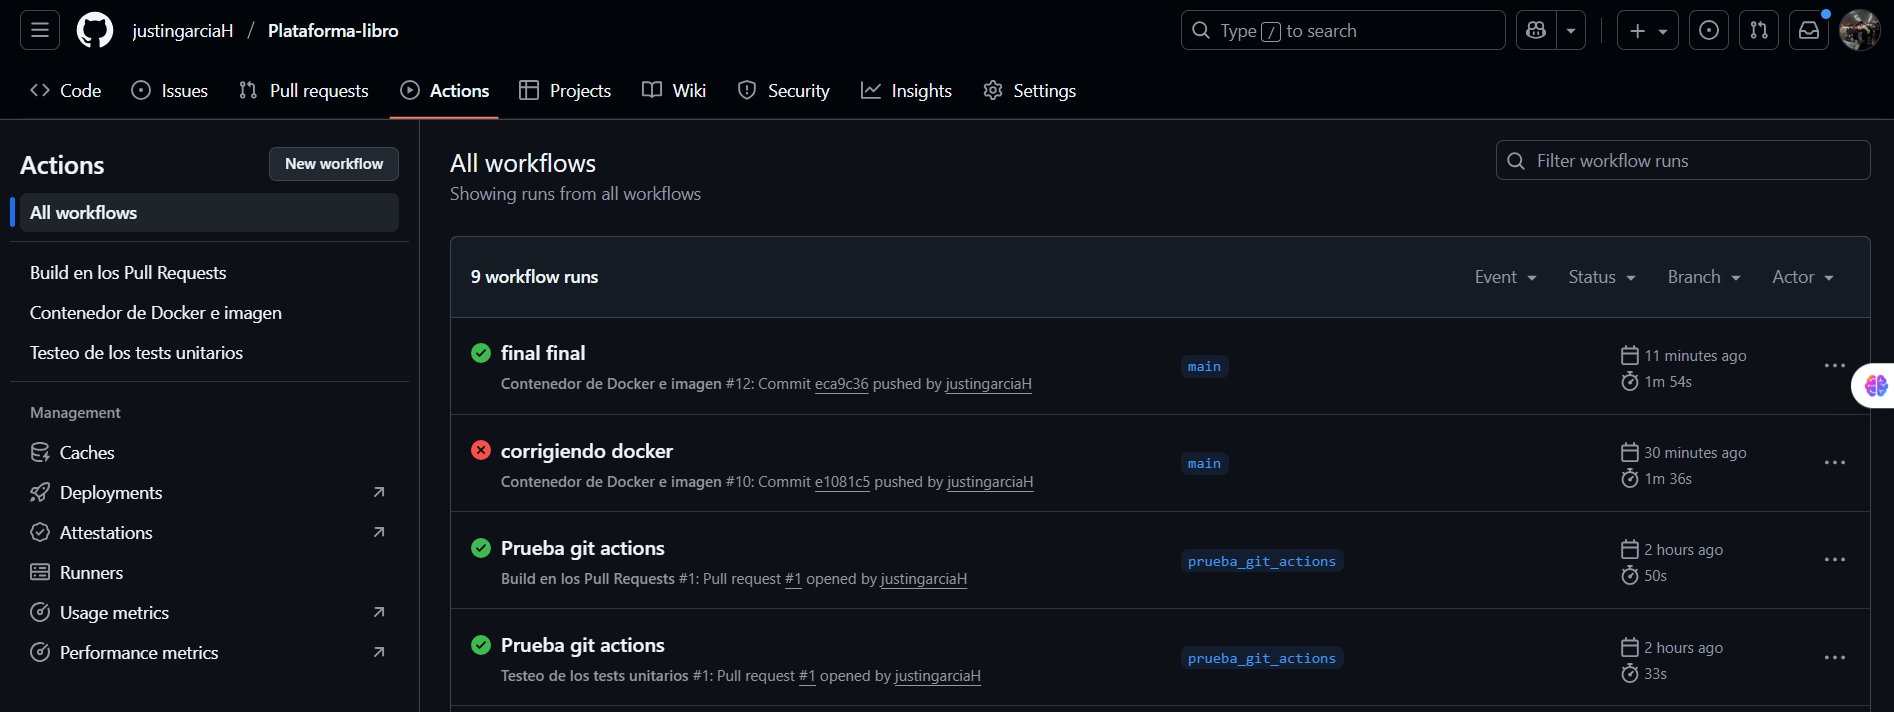 justingarciaH / Plataforma-libro
Type / to search
Code
Issues
Pull requests
Actions
Projects
Wiki
Security
Insights
Settings
Actions
New workflow
All workflows
Build en los Pull Requests
Contenedor de Docker e imagen
Testeo de los tests unitarios
Management
Caches
Deployments
Attestations
Runners
Usage metrics
Performance metrics
All workflows
Showing runs from all workflows
Filter workflow runs
9 workflow runs
Event
Status
Branch
Actor
final final
Contenedor de Docker e imagen #12: Commit eca9c36 pushed by justingarciaH
main
11 minutes ago
1m 54s
corrigiendo docker
Contenedor de Docker e imagen #10: Commit e1081c5 pushed by justingarciaH
main
30 minutes ago
1m 36s
Prueba git actions
Build en los Pull Requests #1: Pull request #1 opened by justingarciaH
prueba_git_actions
2 hours ago
50s
Prueba git actions
Testeo de los tests unitarios #1: Pull request #1 opened by justingarciaH
prueba_git_actions
2 hours ago
33s